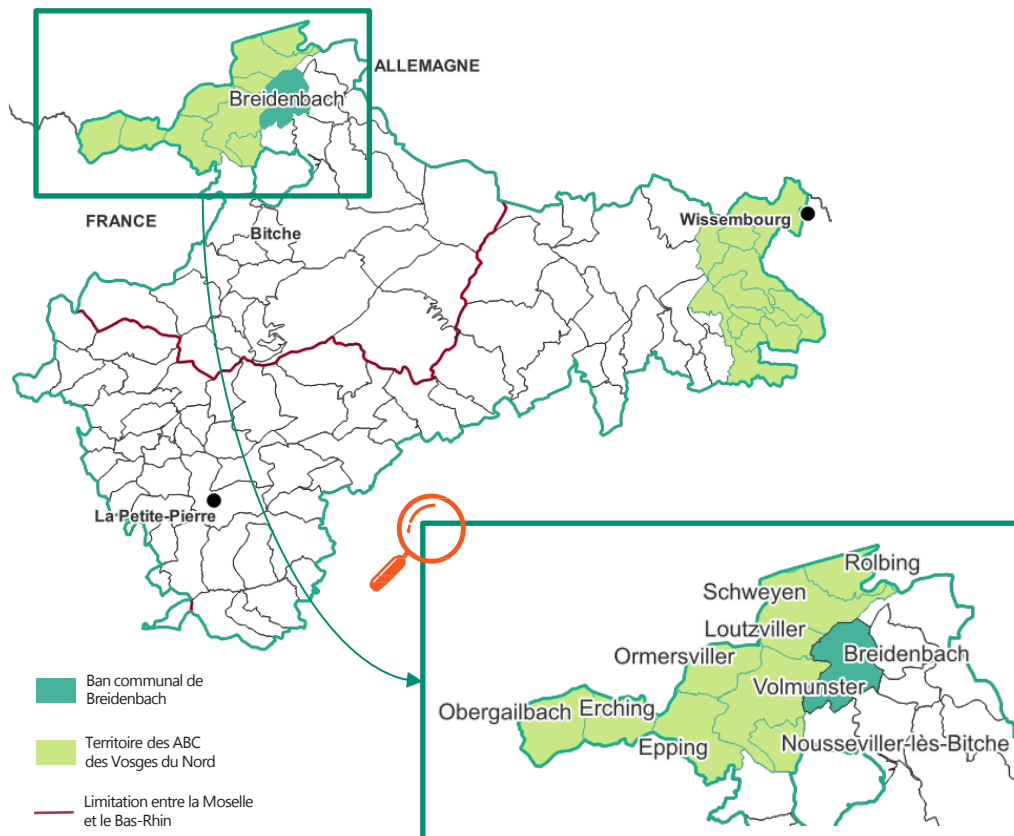 ALLEMAGNE
Breidenbach
FRANCE
Bitche
Wissembourg
La Petite-Pierre
Rolbing
Schweyen
Loutzviller
Ormersviller
Breidenbach
Volmunster
Obergailbach
Erching
Epping
Nousseviller-lès-Bitche
Ban communal de
Breidenbach
Territoire des ABC
des Vosges du Nord
Limitation entre la Moselle
et le Bas-Rhin